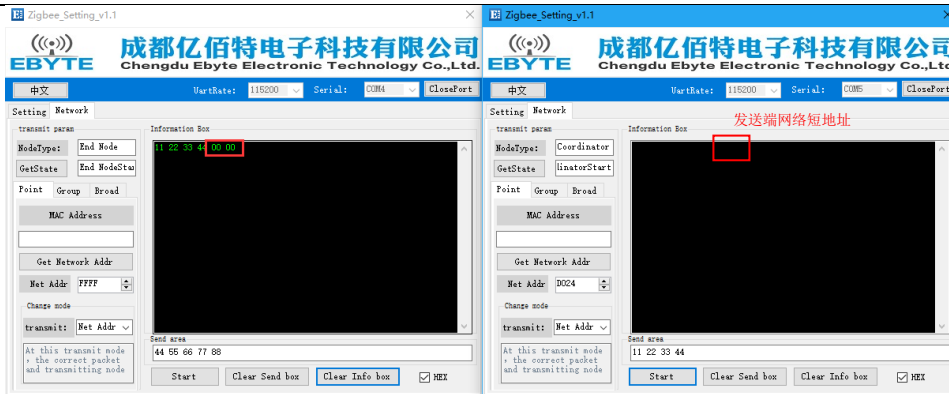 Zigbee_Setting_v1.1
EBYTE
成都亿佰特电子科技有限公司
Chengdu Ebyte Electronic Technology Co.,Ltd.
中文
UartRate: 115200 Serial: COM4 ClosePort
Setting Network
transmit param
NodeType: End Node
GetState End NodeStar
Point Group Broad
MAC Address
Get Network Addr
Net Addr FFFF
Change mode
transmit: Net Addr
At this transmit mode
, the correct packet
and transmitting node
Information Box
11 22 33 44 00 00
Send area
44 55 66 77 88
Start Clear Send box Clear Info box HEX
Zigbee_Setting_v1.1
EBYTE
成都亿佰特电子科技有限公司
Chengdu Ebyte Electronic Technology Co.,Ltd
中文
UartRate: 115200 Serial: COM5 ClosePort
Setting Network
transmit param
NodeType: Coordinator
GetState linatorStart
Point Group Broad
MAC Address
Get Network Addr
Net Addr D024
Change mode
transmit: Net Addr
At this transmit mode
, the correct packet
and transmitting node
发送端网络短地址
Information Box
Send area
11 22 33 44
Start Clear Send box Clear Info box HEX